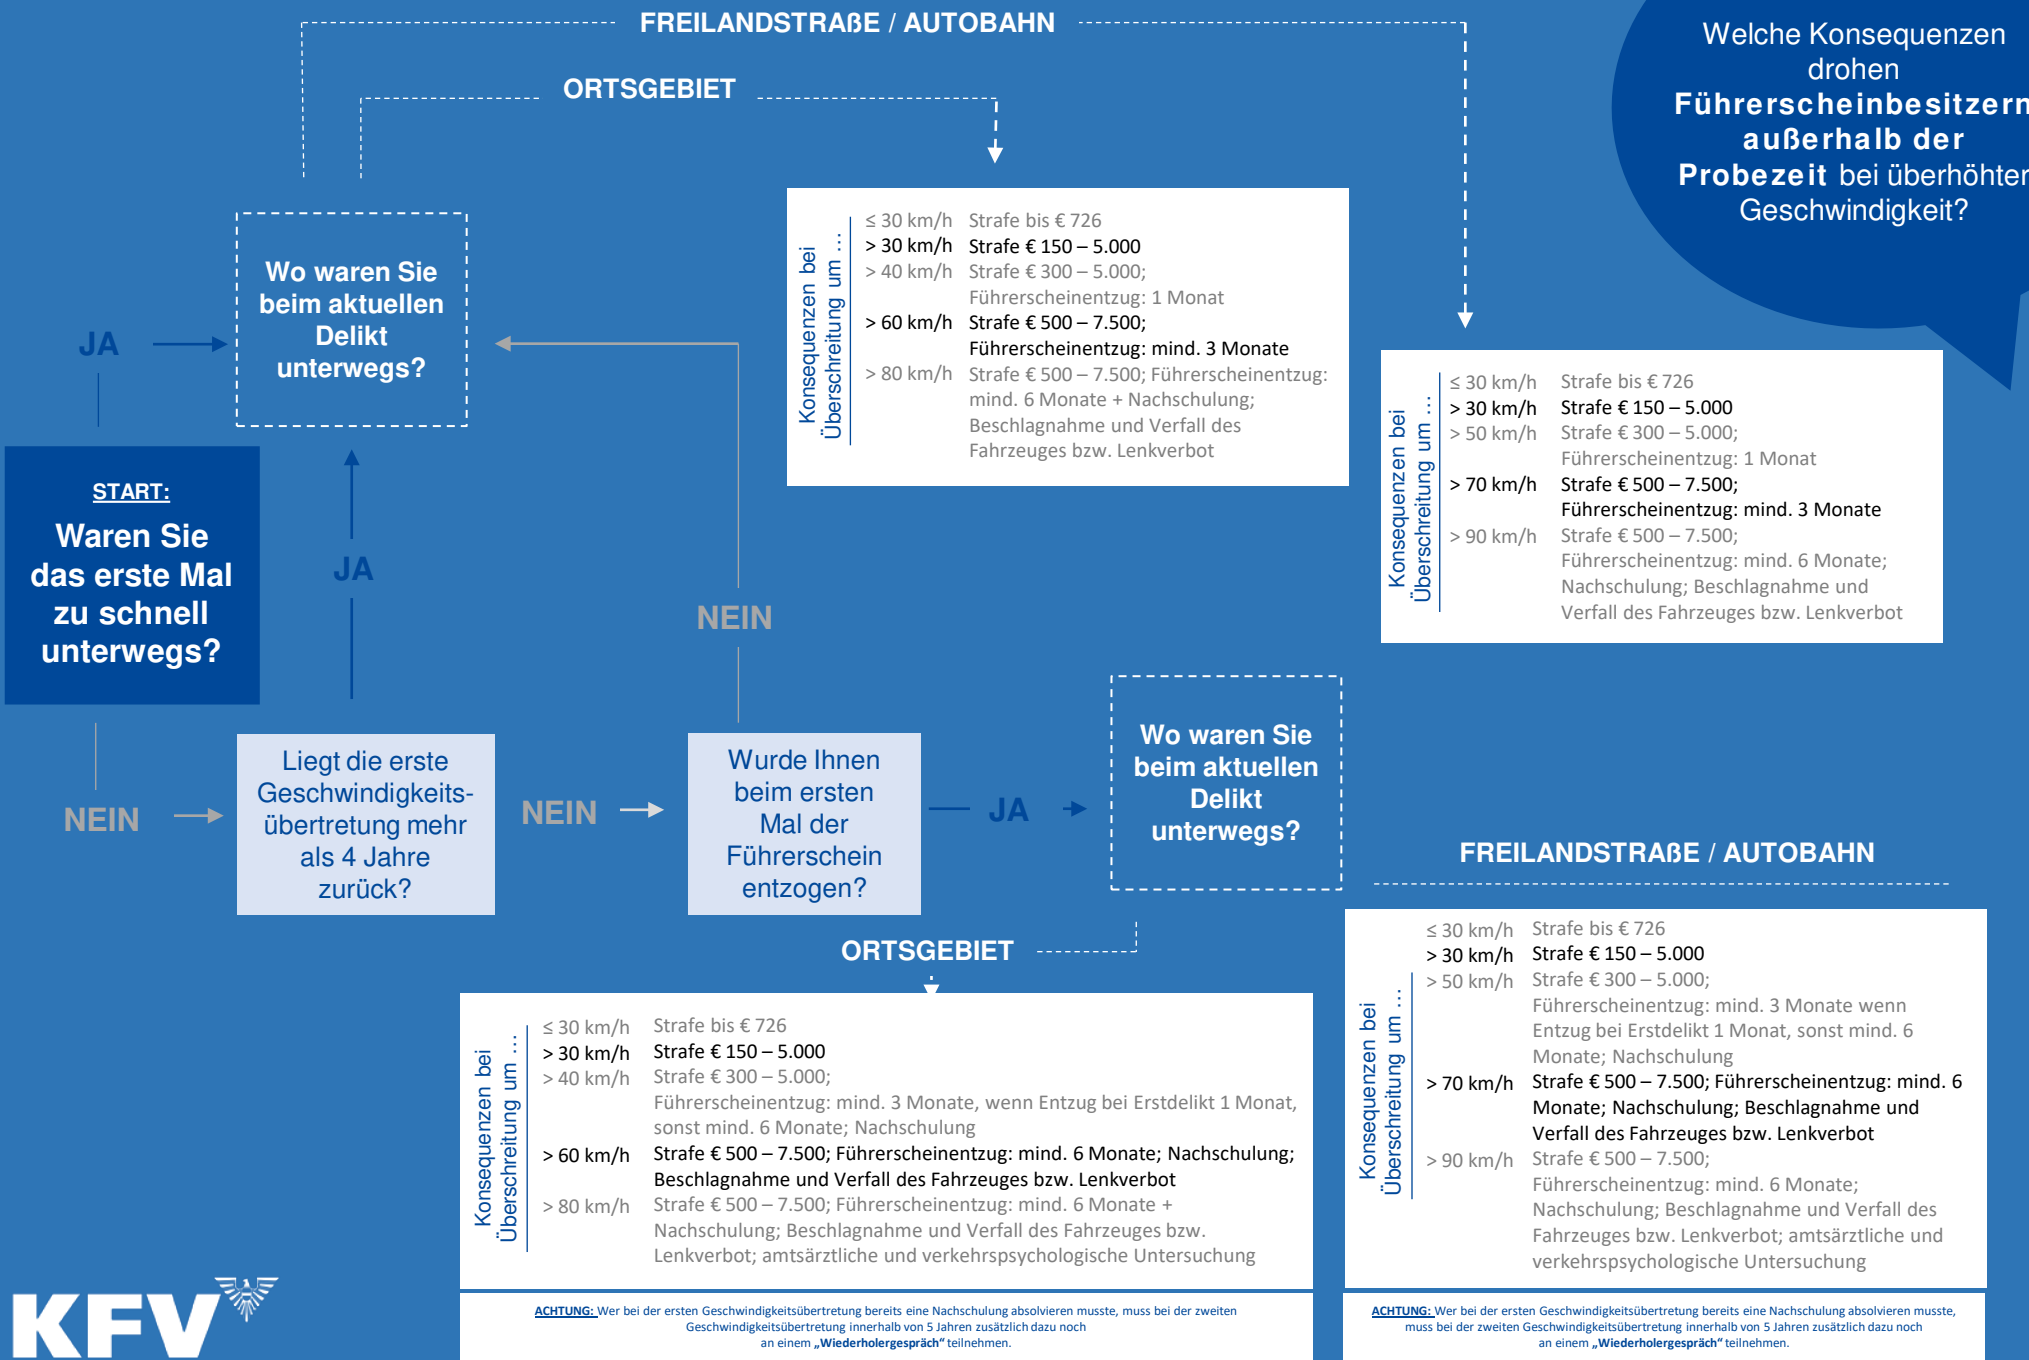 FREILANDSTRAßE / AUTOBAHN
ORTSGEBIET
Welche Konsequenzen
drohen
Führerscheinbesitzern
außerhalb der
Probezeit bei überhöhter
Geschwindigkeit?
JA
Wo waren Sie
beim aktuellen
Delikt
unterwegs?
Konsequenzen bei
Überschreitung um …
≤ 30 km/h Strafe bis € 726
> 30 km/h Strafe € 150 – 5.000
> 40 km/h Strafe € 300 – 5.000;
Führerscheinentzug: 1 Monat
> 60 km/h Strafe € 500 – 7.500;
Führerscheinentzug: mind. 3 Monate
> 80 km/h Strafe € 500 – 7.500; Führerscheinentzug:
mind. 6 Monate + Nachschulung;
Beschlagnahme und Verfall des
Fahrzeuges bzw. Lenkverbot
Konsequenzen bei
Überschreitung um …
≤ 30 km/h Strafe bis € 726
> 30 km/h Strafe € 150 – 5.000
> 50 km/h Strafe € 300 – 5.000;
Führerscheinentzug: 1 Monat
> 70 km/h Strafe € 500 – 7.500;
Führerscheinentzug: mind. 3 Monate
> 90 km/h Strafe € 500 – 7.500;
Führerscheinentzug: mind. 6 Monate;
Nachschulung; Beschlagnahme und
Verfall des Fahrzeuges bzw. Lenkverbot
START:
Waren Sie
das erste Mal
zu schnell
unterwegs?
JA
NEIN
NEIN
Liegt die erste
Geschwindigkeits-
übertretung mehr
als 4 Jahre
zurück?
NEIN
Wurde Ihnen
beim ersten
Mal der
Führerschein
entzogen?
JA
Wo waren Sie
beim aktuellen
Delikt
unterwegs?
ORTSGEBIET
Konsequenzen bei
Überschreitung um …
≤ 30 km/h Strafe bis € 726
> 30 km/h Strafe € 150 – 5.000
> 40 km/h Strafe € 300 – 5.000;
Führerscheinentzug: mind. 3 Monate, wenn Entzug bei Erstdelikt 1 Monat,
sonst mind. 6 Monate; Nachschulung
> 60 km/h Strafe € 500 – 7.500; Führerscheinentzug: mind. 6 Monate; Nachschulung;
Beschlagnahme und Verfall des Fahrzeuges bzw. Lenkverbot
> 80 km/h Strafe € 500 – 7.500; Führerscheinentzug: mind. 6 Monate +
Nachschulung; Beschlagnahme und Verfall des Fahrzeuges bzw.
Lenkverbot; amtsärztliche und verkehrspsychologische Untersuchung
ACHTUNG: Wer bei der ersten Geschwindigkeitsübertretung bereits eine Nachschulung absolvieren musste, muss bei der zweiten
Geschwindigkeitsübertretung innerhalb von 5 Jahren zusätzlich dazu noch
an einem „Wiederholergespräch“ teilnehmen.
FREILANDSTRAßE / AUTOBAHN
Konsequenzen bei
Überschreitung um …
≤ 30 km/h Strafe bis € 726
> 30 km/h Strafe € 150 – 5.000
> 50 km/h Strafe € 300 – 5.000;
Führerscheinentzug: mind. 3 Monate wenn
Entzug bei Erstdelikt 1 Monat, sonst mind. 6
Monate; Nachschulung
> 70 km/h Strafe € 500 – 7.500; Führerscheinentzug: mind. 6
Monate; Nachschulung; Beschlagnahme und
Verfall des Fahrzeuges bzw. Lenkverbot
> 90 km/h Strafe € 500 – 7.500;
Führerscheinentzug: mind. 6 Monate;
Nachschulung; Beschlagnahme und Verfall des
Fahrzeuges bzw. Lenkverbot; amtsärztliche und
verkehrspsychologische Untersuchung
ACHTUNG: Wer bei der ersten Geschwindigkeitsübertretung bereits eine Nachschulung absolvieren musste,
muss bei der zweiten Geschwindigkeitsübertretung innerhalb von 5 Jahren zusätzlich dazu noch
an einem „Wiederholergespräch“ teilnehmen.
KFV